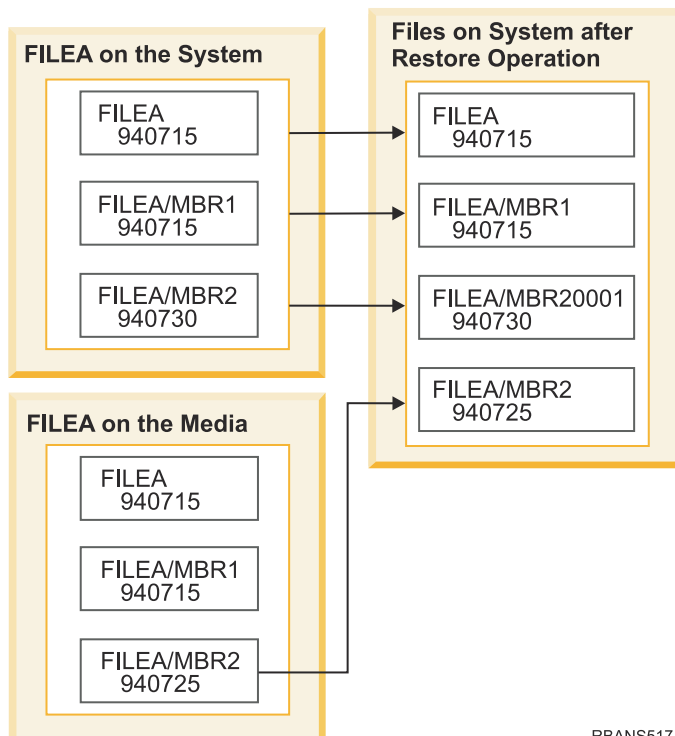 FILEA on the System
FILEA
940715
FILEA/MBR1
940715
FILEA/MBR2
940730
Files on System after
Restore Operation
FILEA
940715
FILEA/MBR1
940715
FILEA/MBR20001
940730
FILEA/MBR2
940725
FILEA on the Media
FILEA
940715
FILEA/MBR1
940715
FILEA/MBR2
940725
RBANS517